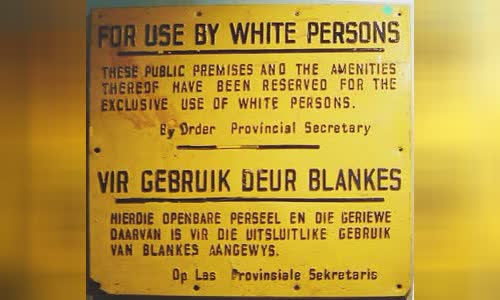 FOR USE BY WHITE PERSONS
THESE PUBLIC PREMISES AND THE AMENITIES
THEREOF HAVE BEEN RESERVED FOR THE
EXCLUSIVE USE OF WHITE PERSONS.
By Order Provincial Secretary
VIR GEBRUIK DEUR BLANKES
HIERDIE OPENBARE PERSEEL EN DIE GERIEWE
DAARVAN IS VIR DIE UITSLUITLIKE GEBRUIK
VAN BLANKES AANGEWYS.
Op Las Provinsiale Sekretaris